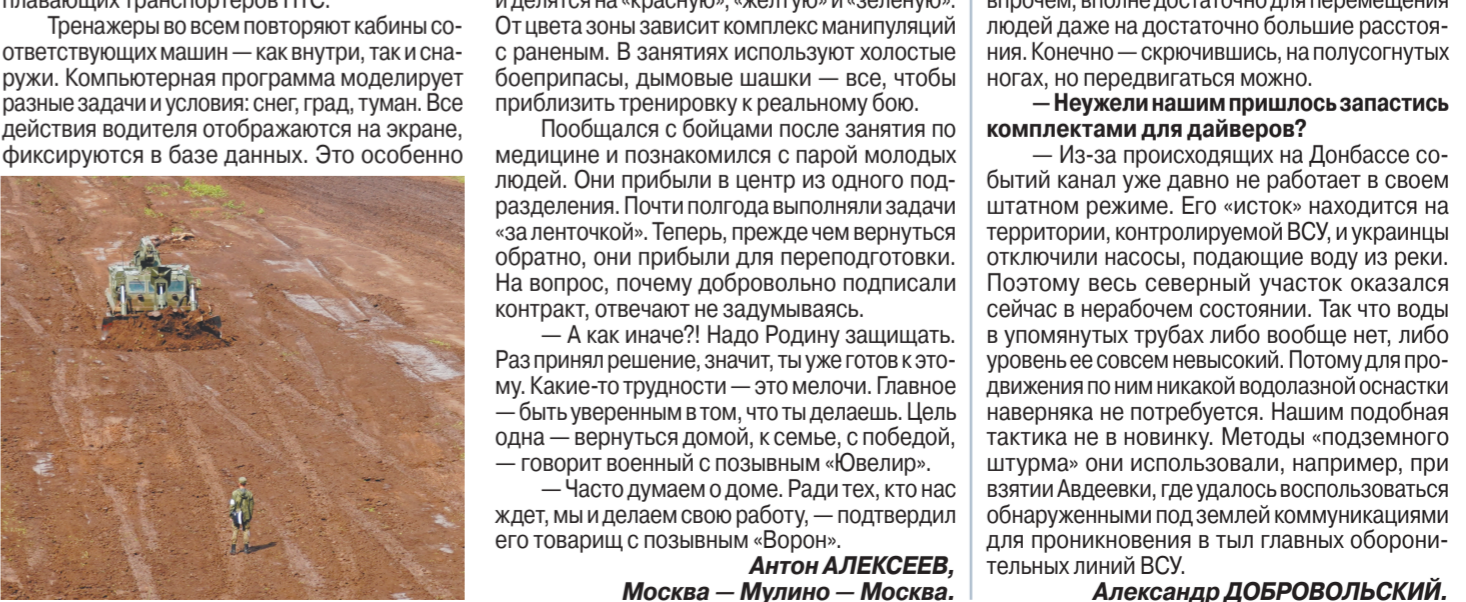 плавающих транспортеров ПТС.
Тренажеры во всем повторяют кабины со-
ответствующих машин — как внутри, так и сна-
ружи. Компьютерная программа моделирует
разные задачи и условия: снег, град, туман. Все
действия водителя отображаются на экране,
фиксируются в базе данных. Это особенно
и делятся на «красную», «желтую» и «зеленую».
От цвета зоны зависит комплекс манипуляций
с раненым. В занятиях используют холостые
боеприпасы, дымовые шашки — все, чтобы
приблизить тренировку к реальному бою.
Пообщался с бойцами после занятия по
медицине и познакомился с парой молодых
людей. Они прибыли в центр из одного под-
разделения. Почти полгода выполняли задачи
«за ленточкой». Теперь, прежде чем вернуться
обратно, они прибыли для переподготовки.
На вопрос, почему добровольно подписали
контракт, отвечают не задумываясь.
— А как иначе?! Надо Родину защищать.
Раз принял решение, значит, ты уже готов к это-
му. Какие-то трудности — это мелочи. Главное
— быть уверенным в том, что ты делаешь. Цель
одна — вернуться домой, к семье, с победой,
— говорит военный с позывным «Ювелир».
— Часто думаем о доме. Ради тех, кто нас
ждет, мы и делаем свою работу, — подтвердил
его товарищ с позывным «Ворон».
Антон АЛЕКСЕЕВ,
Москва — Мулино — Москва.
впрочем, вполне достаточно для перемещения
людей даже на достаточно большие расстоя-
ния. Конечно — скрючившись, на полусогнутых
ногах, но передвигаться можно.
— Неужели нашим пришлось запастись
комплектами для дайверов?
— Из-за происходящих на Донбассе со-
бытий канал уже давно не работает в своем
штатном режиме. Его «исток» находится на
территории, контролируемой ВСУ, и украинцы
отключили насосы, подающие воду из реки.
Поэтому весь северный участок оказался
сейчас в нерабочем состоянии. Так что воды
в упомянутых трубах либо вообще нет, либо
уровень ее совсем невысокий. Потому для про-
движения по ним никакой водолазной оснастки
наверняка не потребуется. Нашим подобная
тактика не в новинку. Методы «подземного
штурма» они использовали, например, при
взятии Авдеевки, где удалось воспользоваться
обнаруженными под землей коммуникациями
для проникновения в тыл главных оборони-
тельных линий ВСУ.
Александр ДОБРОВОЛЬСКИЙ.